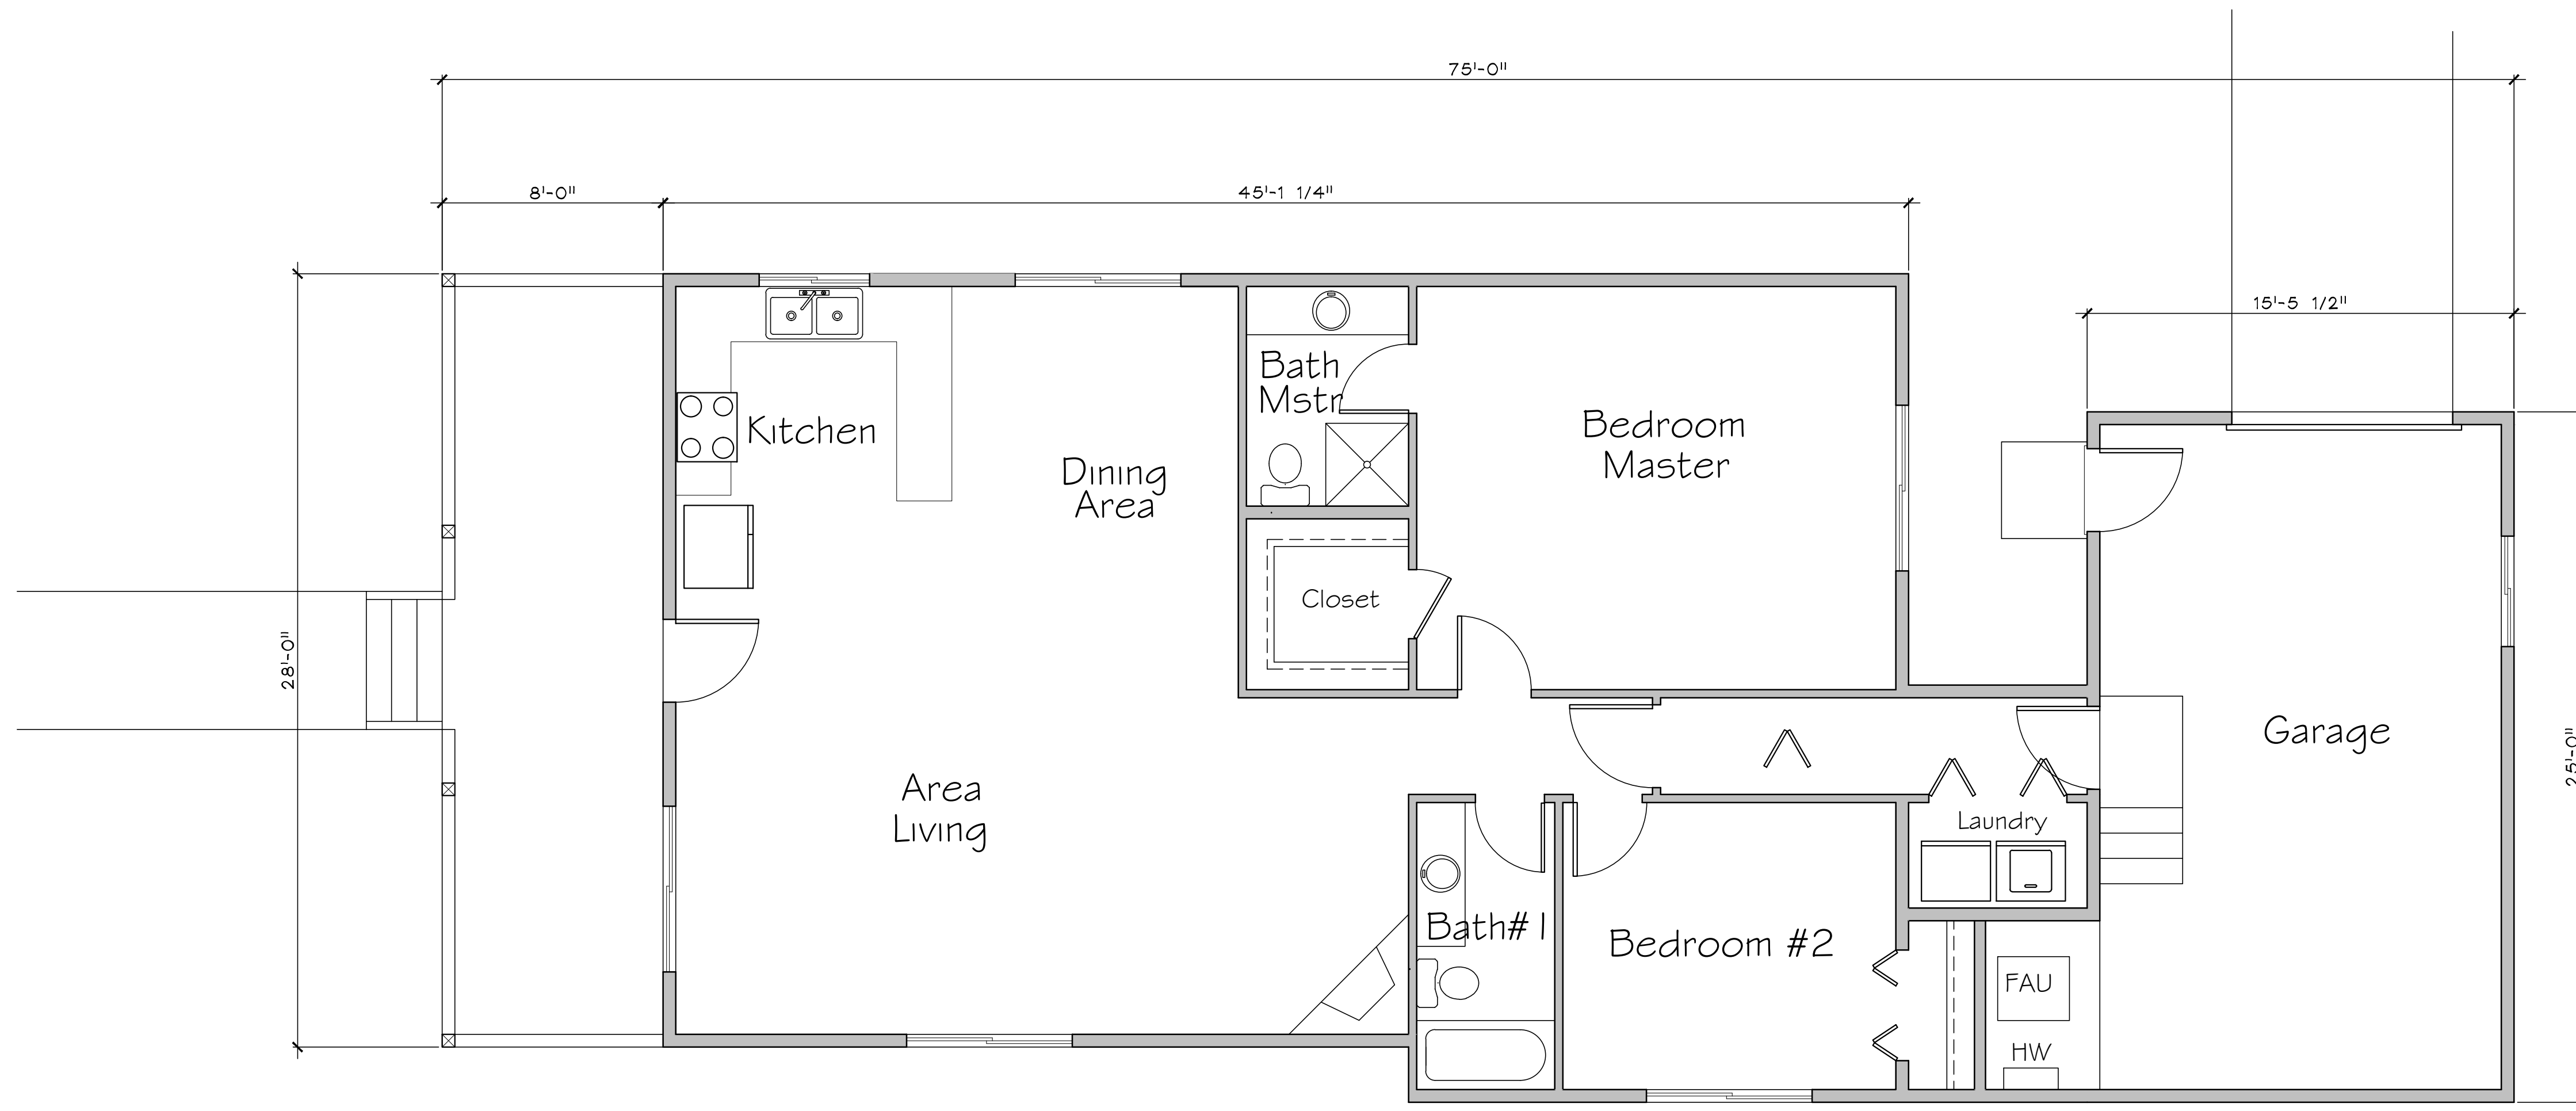 75'-0"
8'-0"
45'-1 1/4"
15'-5 1/2"
Bath
Mstr
Kitchen
Bedroom
Master
Dining
Area
Closet
28'-0"
Garage
25'-0"
Area
Living
Laundry
Bath#1
Bedroom #2
FAU
HW